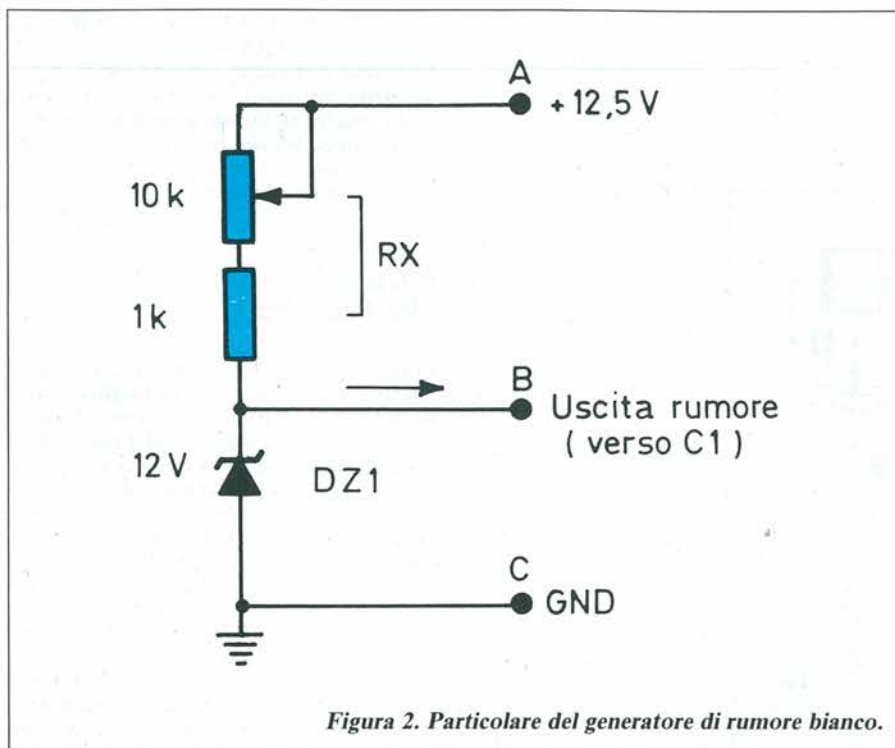 A
+ 12,5 V
10 k
RX
1 k
B
Uscita rumore
( verso C1 )
12 V
DZ1
C
GND
Figura 2. Particolare del generatore di rumore bianco.